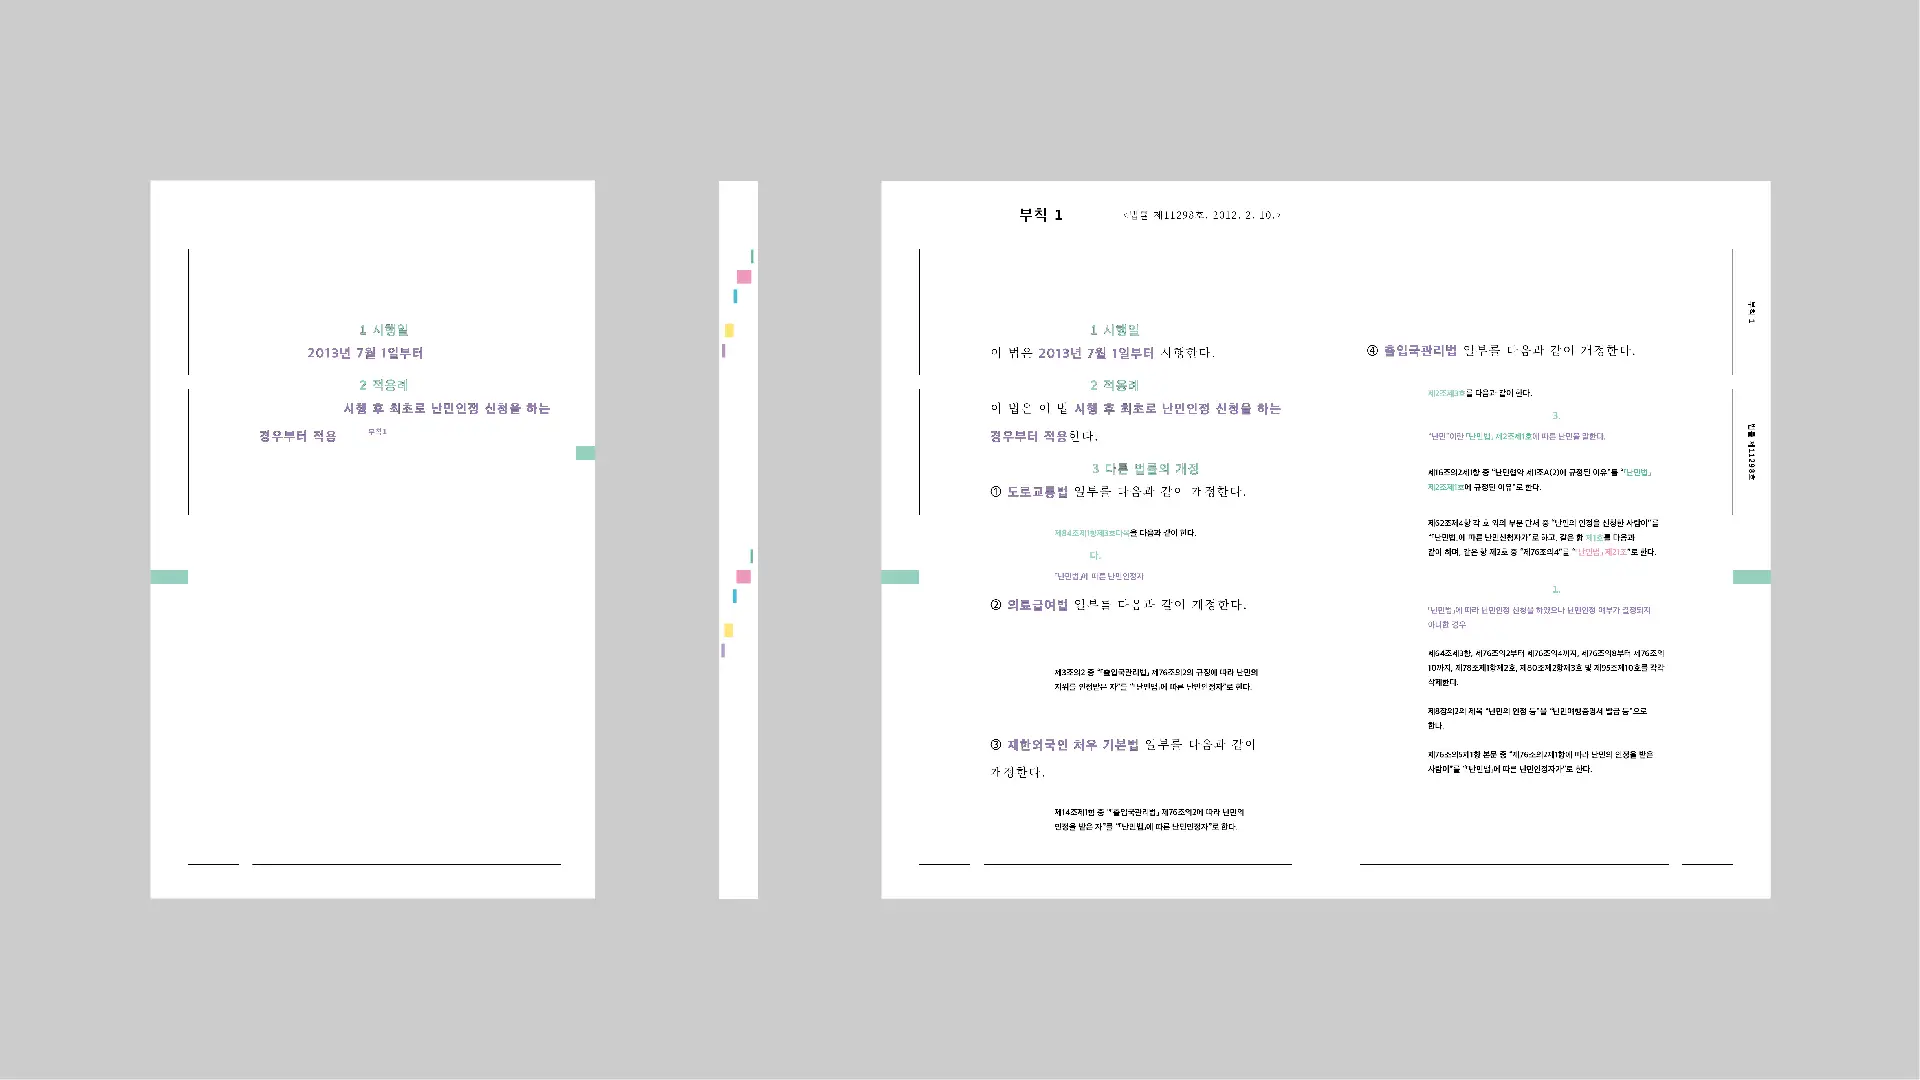 1 시행일
2013년 7월 1일부터
2 적용례
시행 후 최초로 난민인정 신청을 하는
경우부터 적용
부칙1
부칙 1 <법률 제11298호, 2012. 2. 10.>
1 시행일
이 법은 2013년 7월 1일부터 시행한다.
2 적용례
이 법은 이 법 시행 후 최초로 난민인정 신청을 하는
경우부터 적용한다.
3 다른 법률의 개정
① 도로교통법 일부를 다음과 같이 개정한다.
제84조제1항제3호다목을 다음과 같이 한다.
다.
「난민법」에 따른 난민인정자
② 의료급여법 일부를 다음과 같이 개정한다.
제3조의2 중 “「출입국관리법」 제76조의2의 규정에 따라 난민의
지위를 인정받은 자”를 “「난민법」에 따른 난민인정자”로 한다.
③ 재한외국인 처우 기본법 일부를 다음과 같이
개정한다.
제14조제1항 중 “「출입국관리법」 제76조의2에 따라 난민의
인정을 받은 자”를 “「난민법」에 따른 난민인정자”로 한다.
④ 출입국관리법 일부를 다음과 같이 개정한다.
제2조제3호를 다음과 같이 한다.
3.
“난민”이란 「난민법」 제2조제1호에 따른 난민을 말한다.
제16조의2제1항 중 “난민협약 제1조A(2)에 규정된 이유”를 “「난민법」
제2조제1호에 규정된 이유”로 한다.
제62조제4항 각 호 외의 부분 단서 중 “난민의 인정을 신청한 사람이”를
“「난민법」에 따른 난민신청자가”로 하고, 같은 항 제1호를 다음과
같이 하며, 같은 항 제2호 중 “제76조의4”를 “「난민법」 제21조”로 한다.
1.
「난민법」에 따라 난민인정 신청을 하였으나 난민인정 여부가 결정되지
아니한 경우
제64조제3항, 제76조의2부터 제76조의4까지, 제76조의8부터 제76조의
10까지, 제78조제1항제2호, 제80조제2항제3호 및 제95조제10호를 각각
삭제한다.
제8장의2의 제목 “난민의 인정 등”을 “난민여행증명서 발급 등”으로
한다.
제76조의5제1항 본문 중 “제76조의2제1항에 따라 난민의 인정을 받은
사람이”를 “「난민법」에 따른 난민인정자가”로 한다.
부칙 1
법률 제11298호